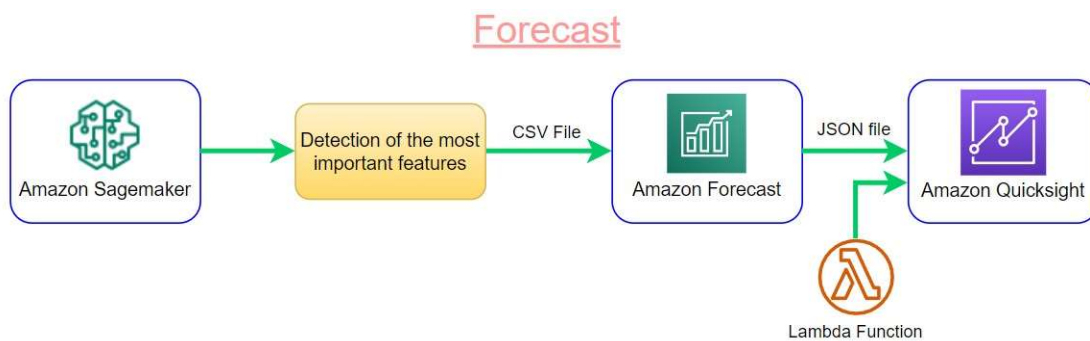 Forecast
Amazon Sagemaker
Detection of the most
important features
CSV File
Amazon Forecast
JSON file
Amazon Quicksight
Lambda Function